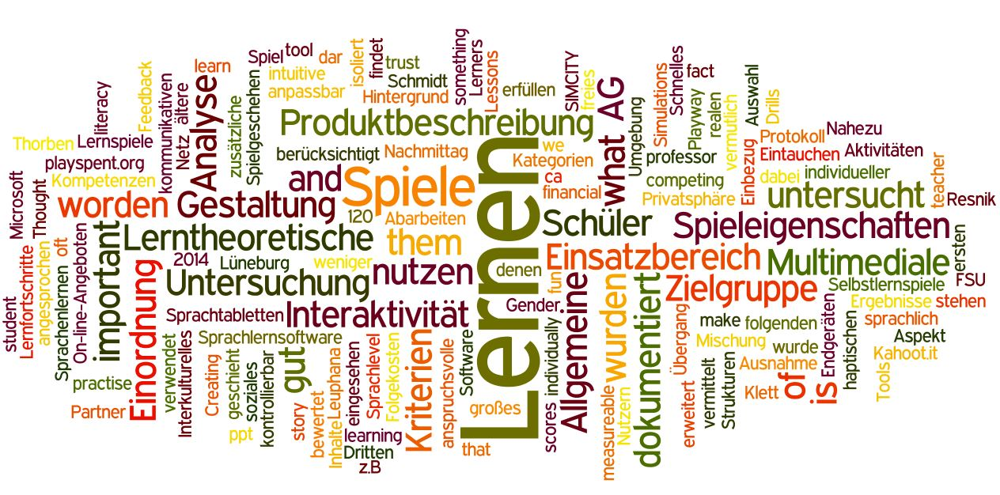 Lernen
Spiele
Produktbeschreibung
and
what
AG
Analyse
worden
Gestaltung
Lerntheoretische
them
nutzen
Schüler
untersucht
Spieleigenschaften
Einsatzbereich
Multimediale
Zielgruppe
Untersuchung
Interaktivität
important
Einordnung
gut
Kriterien
Allgemeine
wurden
dokumentiert
of
is
Spiel
tool
dar
isoliert
findet
trust
something
Lerners
Lessons
erfüllen
SIMCITY
freies
Simulations
Schnelles
fact
learn
intuitive
anpassbar
Schmidt
Hintergrund
literacy
Feedback
kommunikativen
Netz
ältere
zusätzliche
Spielgeschehen
Umgebung
Playway
realen
vermutlich
Auswahl
Drills
Protokoll
Nahezu
Thorben
Lernspiele
playspent.org
Kompetenzen
berücksichtigt
Nachmittag
we
Kategorien
ca
financial
professor
competing
Privatsphäre
Einbezug
Eintauchen
Aktivitäten
dabei
individueller
teacher
Resnik
Microsoft
Thought
120
Abarbeiten
2014
Lüneburg
weniger
denen
fun
ersten
FSU
student
Lernfortschritte
angesprochen
oft
Sprachenlernen
On-line-Angeboten
Sprachtabletten
Gender.
individually
Selbstlernspiele
Ergebnisse
stehen
sprachlich
Aspekt
Kahoot.it
Tools
practise
Partner
verwendet
Interkulturelles
Sprachlernsoftware
Creating
geschieht
soziales
kontrollierbar
ppt
story
bewertet
Inhalte
Leuphana
eingesehen
Sprachlevel
Folgekosten
learning
Dritten
z.B
anspruchsvolle
Software
großes
that
scores
measureable
Nutzern
Übergang
erweitert
vermittelt
Strukturen
make
folgenden
Mischung
wurde
Ausnahme
Klett
Endgeräten
haptischen